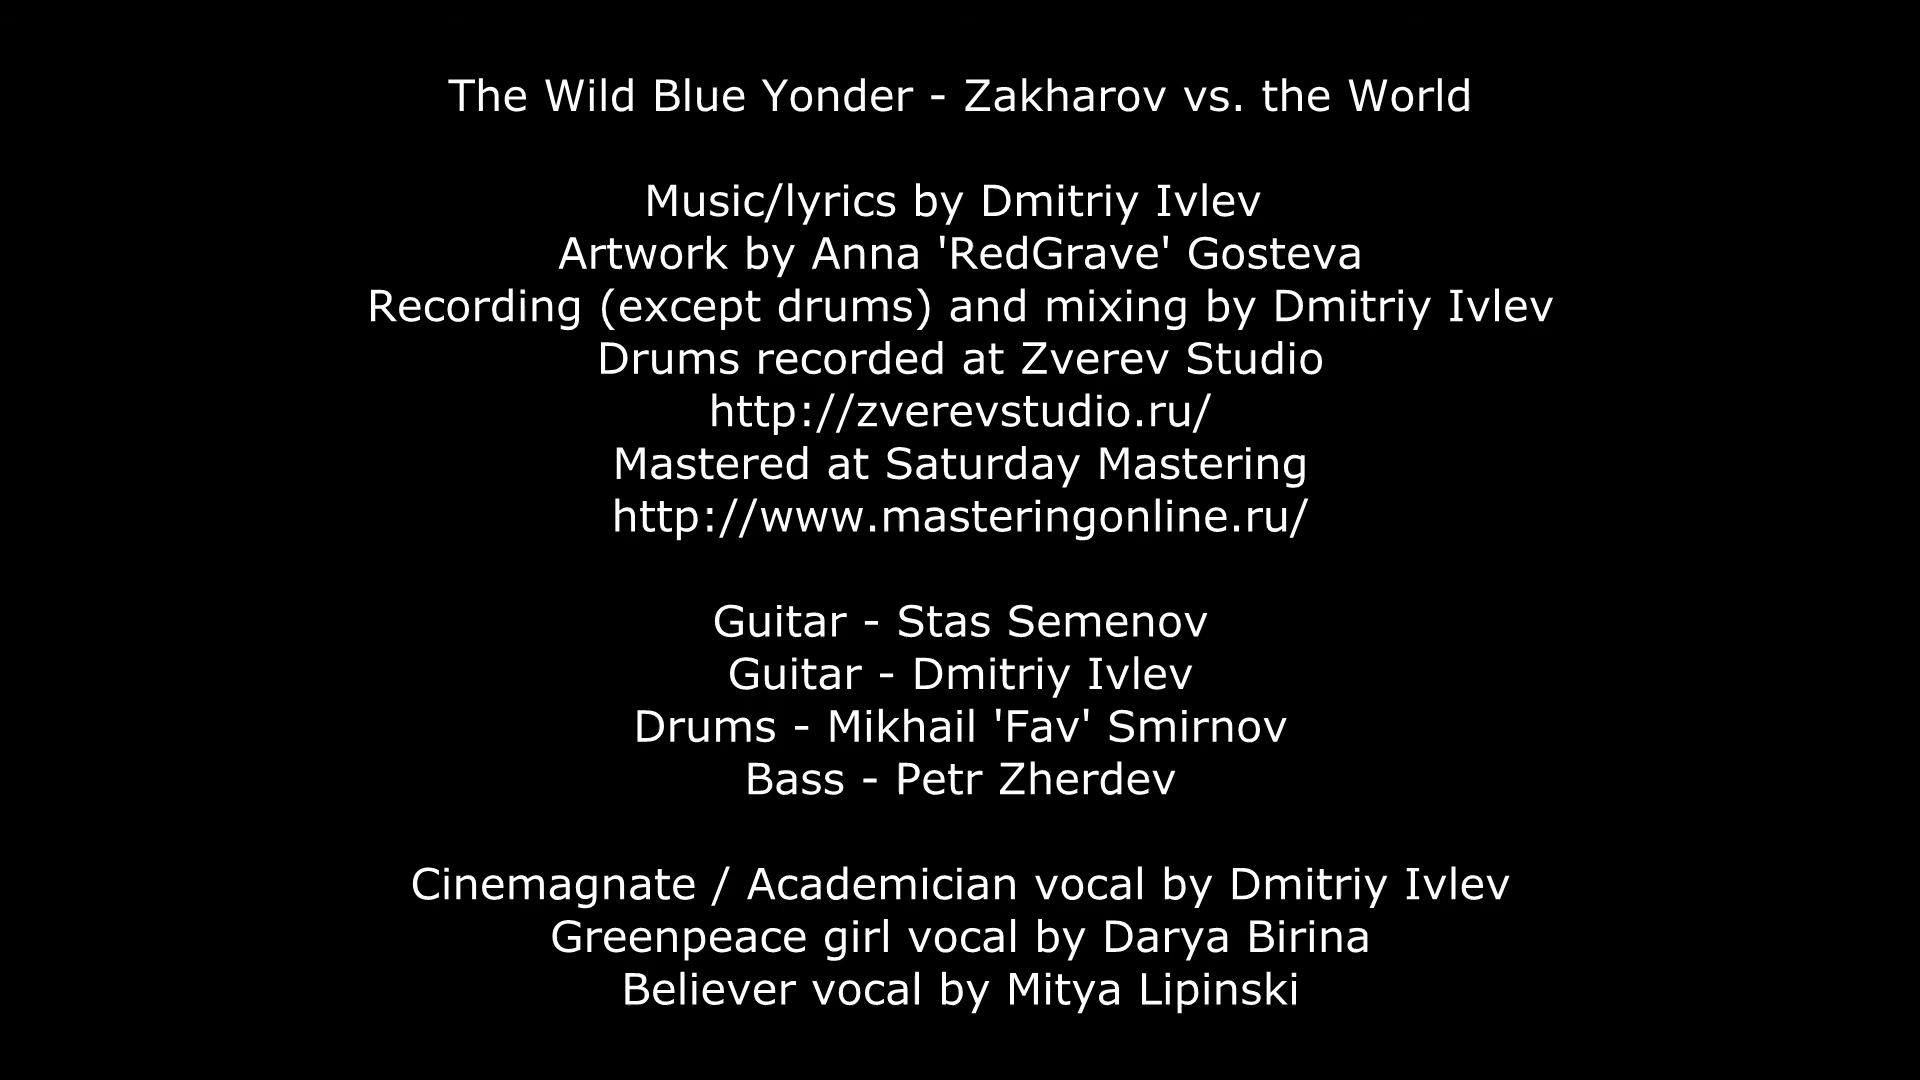 The Wild Blue Yonder - Zakharov vs. the World
Music/lyrics by Dmitriy Ivlev
Artwork by Anna 'RedGrave' Gosteva
Recording (except drums) and mixing by Dmitriy Ivlev
Drums recorded at Zverev Studio
http://zverevstudio.ru/
Mastered at Saturday Mastering
http://www.masteringonline.ru/
Guitar - Stas Semenov
Guitar - Dmitriy Ivlev
Drums - Mikhail 'Fav' Smirnov
Bass - Petr Zherdev
Cinemagnate / Academician vocal by Dmitriy Ivlev
Greenpeace girl vocal by Darya Birina
Believer vocal by Mitya Lipinski